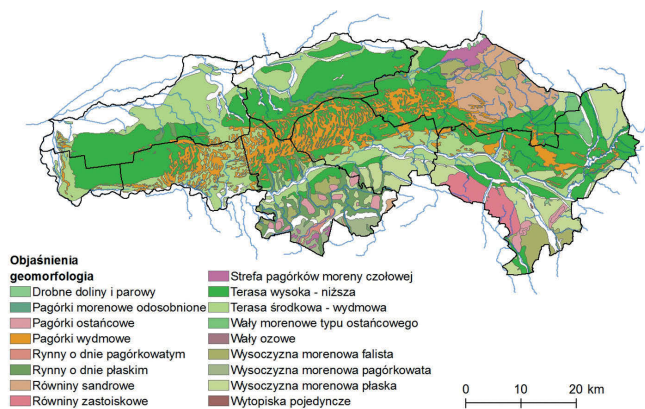 Objaśnienia
geomorfologia
Drobne doliny i parowy
Pagórki morenowe odosobnione
Pagórki ostańcowe
Pagórki wydmowe
Rynny o dnie pagórkowatym
Rynny o dnie płaskim
Równiny sandrowe
Równiny zastoiskowe
Strefa pagórków moreny czołowej
Terasa wysoka - niższa
Terasa środkowa - wydmowa
Wały morenowe typu ostańcowego
Wały ozowe
Wysoczyzna morenowa falista
Wysoczyzna morenowa pagórkowata
Wysoczyzna morenowa płaska
Wytopiska pojedyncze
0 10 20 km